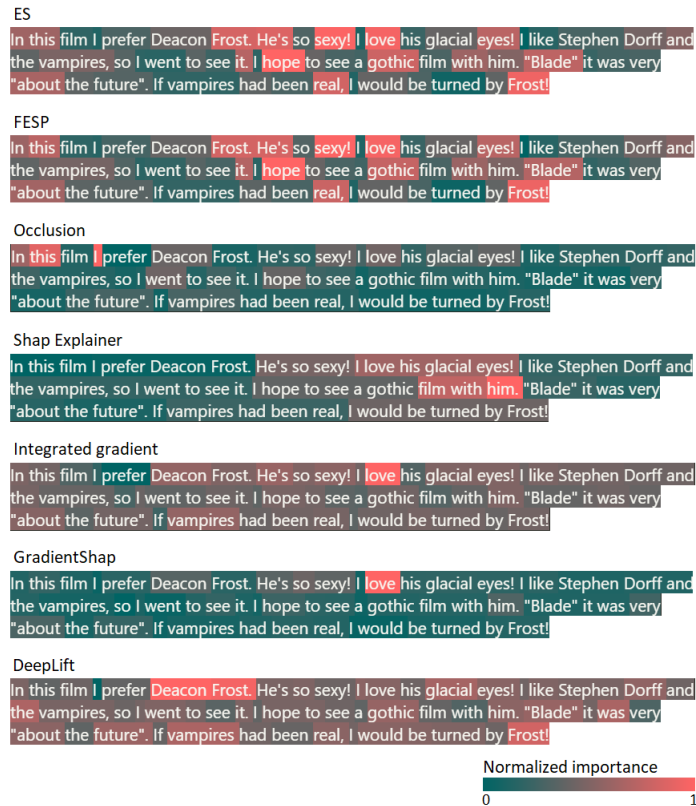 ES
In this film I prefer Deacon Frost. He's so sexy! I love his glacial eyes! I like Stephen Dorff and
the vampires, so I went to see it. I hope to see a gothic film with him. "Blade" it was very
"about the future". If vampires had been real, I would be turned by Frost!
FESP
In this film I prefer Deacon Frost. He's so sexy! I love his glacial eyes! I like Stephen Dorff and
the vampires, so I went to see it. I hope to see a gothic film with him. "Blade" it was very
"about the future". If vampires had been real, I would be turned by Frost!
Occlusion
In this film I prefer Deacon Frost. He's so sexy! I love his glacial eyes! I like Stephen Dorff and
the vampires, so I went to see it. I hope to see a gothic film with him. "Blade" it was very
"about the future". If vampires had been real, I would be turned by Frost!
Shap Explainer
In this film I prefer Deacon Frost. He's so sexy! I love his glacial eyes! I like Stephen Dorff and
the vampires, so I went to see it. I hope to see a gothic film with him. "Blade" it was very
"about the future". If vampires had been real, I would be turned by Frost!
Integrated gradient
In this film I prefer Deacon Frost. He's so sexy! I love his glacial eyes! I like Stephen Dorff and
the vampires, so I went to see it. I hope to see a gothic film with him. "Blade" it was very
"about the future". If vampires had been real, I would be turned by Frost!
GradientShap
In this film I prefer Deacon Frost. He's so sexy! I love his glacial eyes! I like Stephen Dorff and
the vampires, so I went to see it. I hope to see a gothic film with him. "Blade" it was very
"about the future". If vampires had been real, I would be turned by Frost!
DeepLift
In this film I prefer Deacon Frost. He's so sexy! I love his glacial eyes! I like Stephen Dorff and
the vampires, so I went to see it. I hope to see a gothic film with him. "Blade" it was very
"about the future". If vampires had been real, I would be turned by Frost!
Normalized importance
0 1